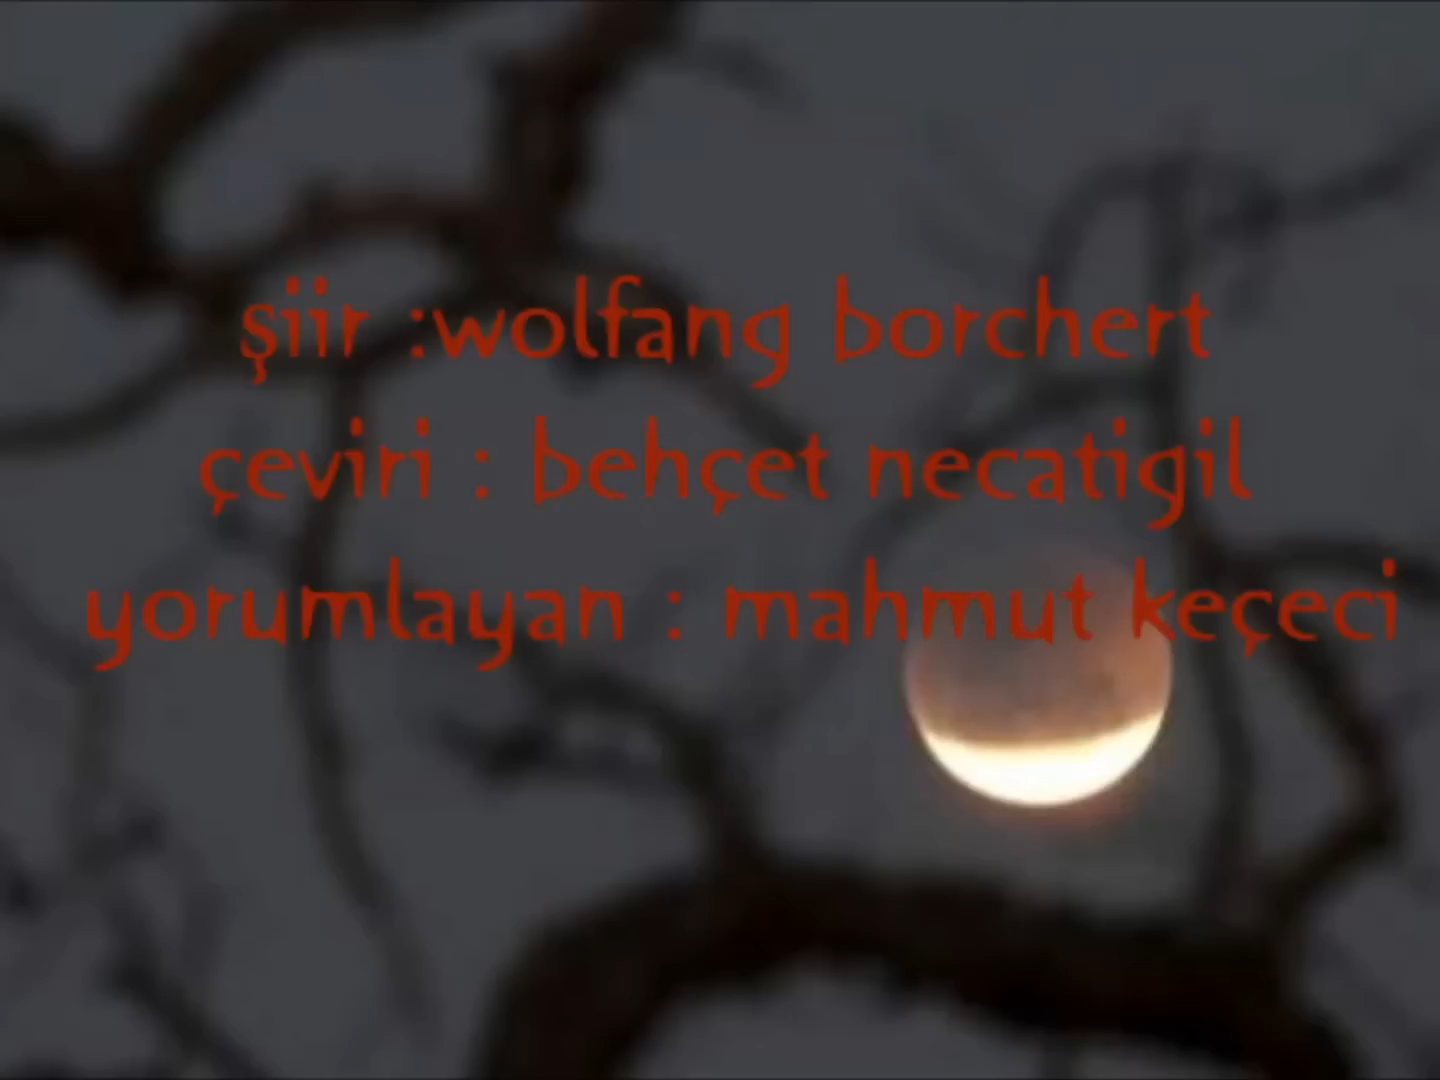 şiir :wolfang borchert
çeviri : behçet necatigil
yorumlayan : mahmut keçeci